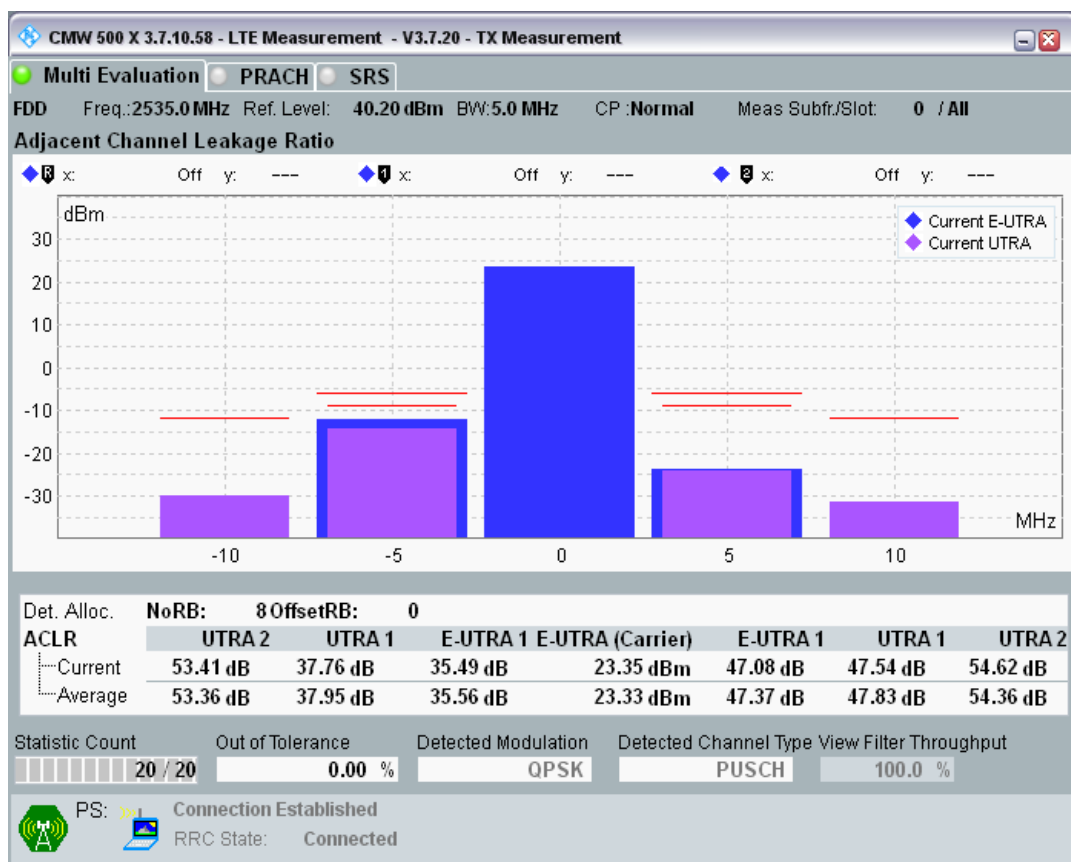 CMW 500 X 3.7.10.58 - LTE Measurement - V3.7.20 - TX Measurement
Multi Evaluation PRACH SRS
FDD Freq.:2535.0 MHz Ref. Level: 40.20 dBm BW:5.0 MHz CP :Normal Meas Subfr./Slot: 0 / All
Adjacent Channel Leakage Ratio
R x: Off y: --- 1 x: Off y: --- 2 x: Off y: ---
dBm
Current E-UTRA
Current UTRA
30
20
10
0
-10
-20
-30
MHz
-10 -5 0 5 10
Det. Alloc. NoRB: 8 OffsetRB: 0
ACLR UTRA 2 UTRA 1 E-UTRA 1 E-UTRA (Carrier) E-UTRA 1 UTRA 1 UTRA 2
Current 53.41 dB 37.76 dB 35.49 dB 23.35 dBm 47.08 dB 47.54 dB 54.62 dB
Average 53.36 dB 37.95 dB 35.56 dB 23.33 dBm 47.37 dB 47.83 dB 54.36 dB
Statistic Count Out of Tolerance Detected Modulation Detected Channel Type View Filter Throughput
20 / 20 0.00 % QPSK PUSCH 100.0 %
PS: Connection Established
RRC State: Connected